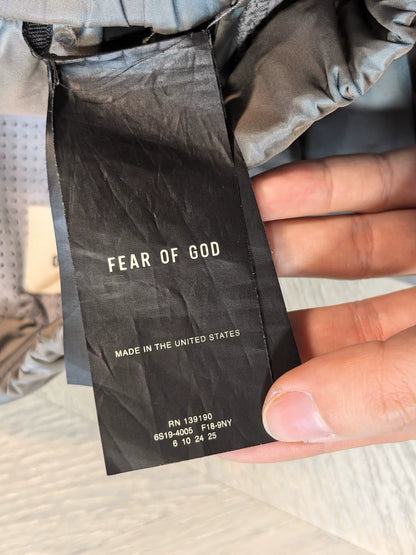 FEAR OF GOD
MADE IN THE UNITED STATES
RN 139190
6S19-4005 F18-9NY
6 10 24 25